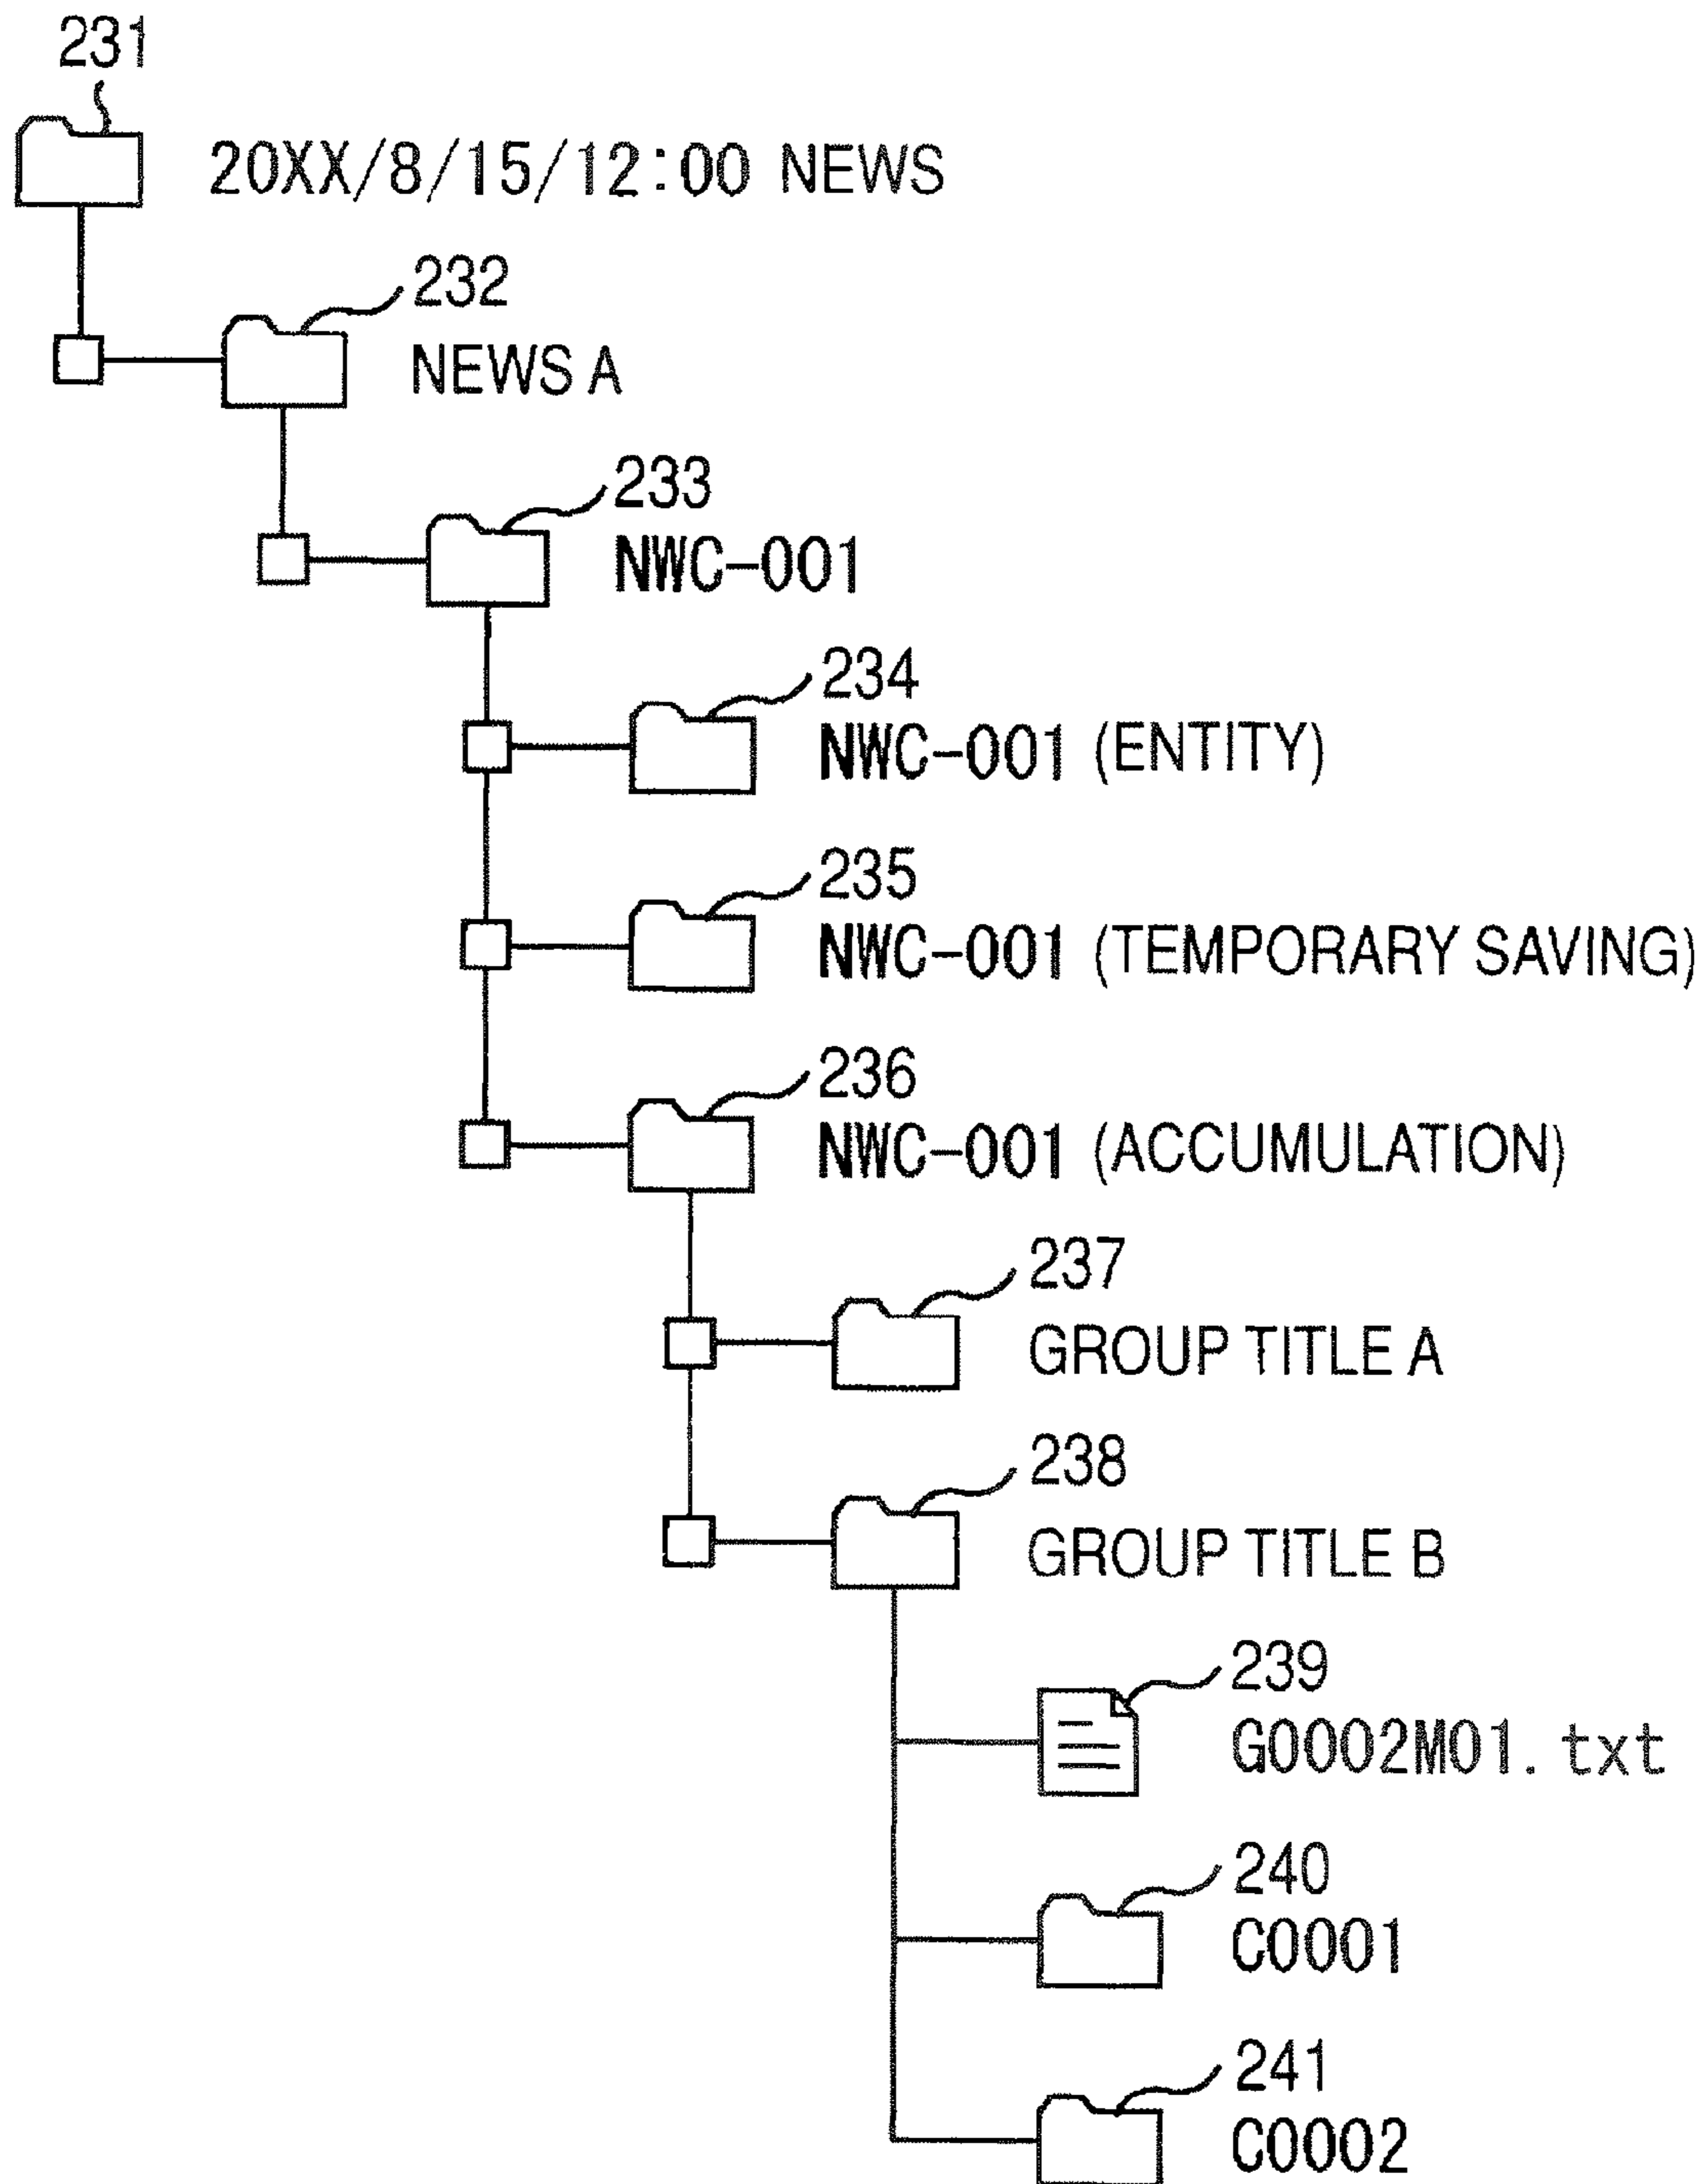 231
20XX/8/15/12:00 NEWS
232
NEWS A
233
NWC-001
234
NWC-001 (ENTITY)
235
NWC-001 (TEMPORARY SAVING)
236
NWC-001 (ACCUMULATION)
237
GROUP TITLE A
238
GROUP TITLE B
239
G0002M01.txt
240
C0001
241
C0002